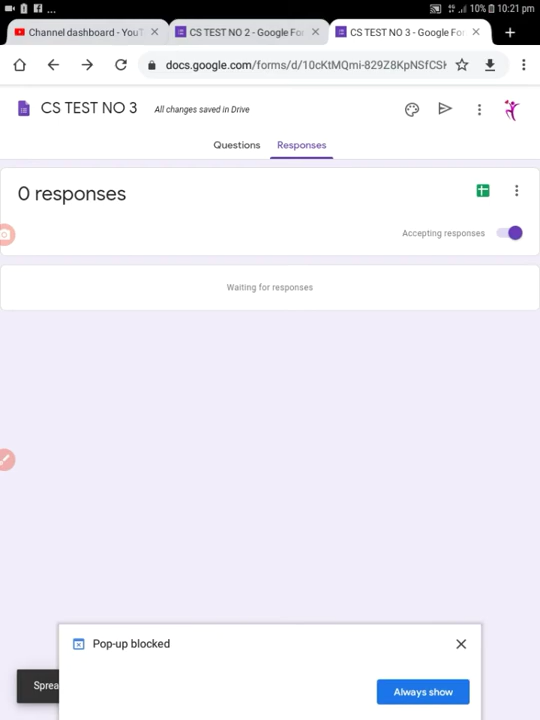 ... 10% 10:21 pm
Channel dashboard - YouT
CS TEST NO 2 - Google For
CS TEST NO 3 - Google For
docs.google.com/forms/d/10cKtMQmi-829Z8KpNSfCSH
CS TEST NO 3
All changes saved in Drive
Questions
Responses
0 responses
Accepting responses
Waiting for responses
Pop-up blocked
Sprea
Always show